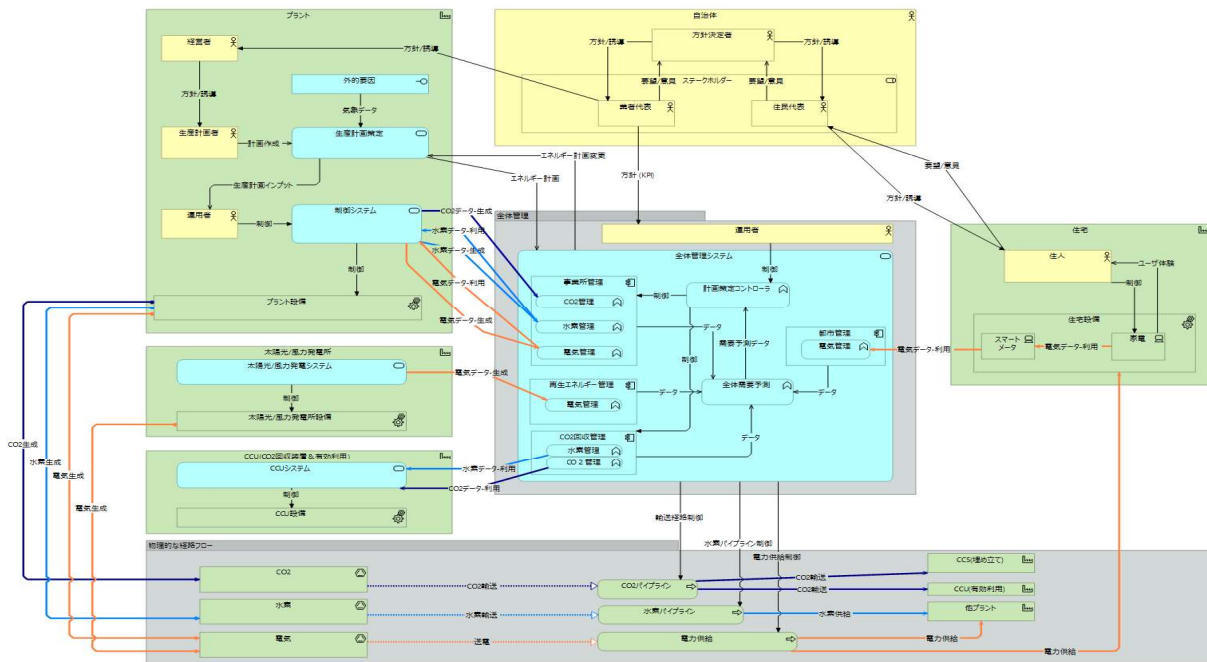 プラント
経営者
方針/誘導
外的要因
気象データ
生産計画者
計画作成
生産計画策定
生産計画インプット
運用者
制御
制御システム
制御
プラント設備
自治体
方針決定者
方針/誘導
方針/誘導
方針/誘導
要望/意見
ステークホルダー
要望/意見
業者代表
住民代表
エネルギー計画変更
エネルギー計画
方針 (KPI)
要望/意見
方針/誘導
CO2データ-生成
水素データ-利用
水素データ-生成
電気データ-利用
電気データ-生成
全体管理
運用者
全体管理システム
制御
事業所管理
CO2管理
水素管理
電気管理
制御
計画策定コントローラ
データ
需要予測データ
制御
都市管理
電気管理
再生エネルギー管理
電気管理
データ
全体需要予測
データ
CO2回収管理
水素管理
CO2管理
データ
住宅
住人
ユーザ体験
制御
住宅設備
スマート
メータ
電気データ-利用
家電
電気データ-利用
太陽光/風力発電所
太陽光/風力発電システム
電気データ-生成
制御
太陽光/風力発電所設備
CCU(CO2回収装置&有効利用)
CCUシステム
水素データ-利用
CO2データ-利用
制御
CCU設備
CO2生成
水素生成
電気生成
電気生成
輸送経路制御
水素パイプライン制御
電力供給制御
物理的な経路フロー
CO2
CO2輸送
CO2パイプライン
CO2輸送
CO2輸送
CCS(埋め立て)
CCU(有効利用)
水素
水素輸送
水素パイプライン
水素供給
他プラント
電気
送電
電力供給
電力供給
電力供給